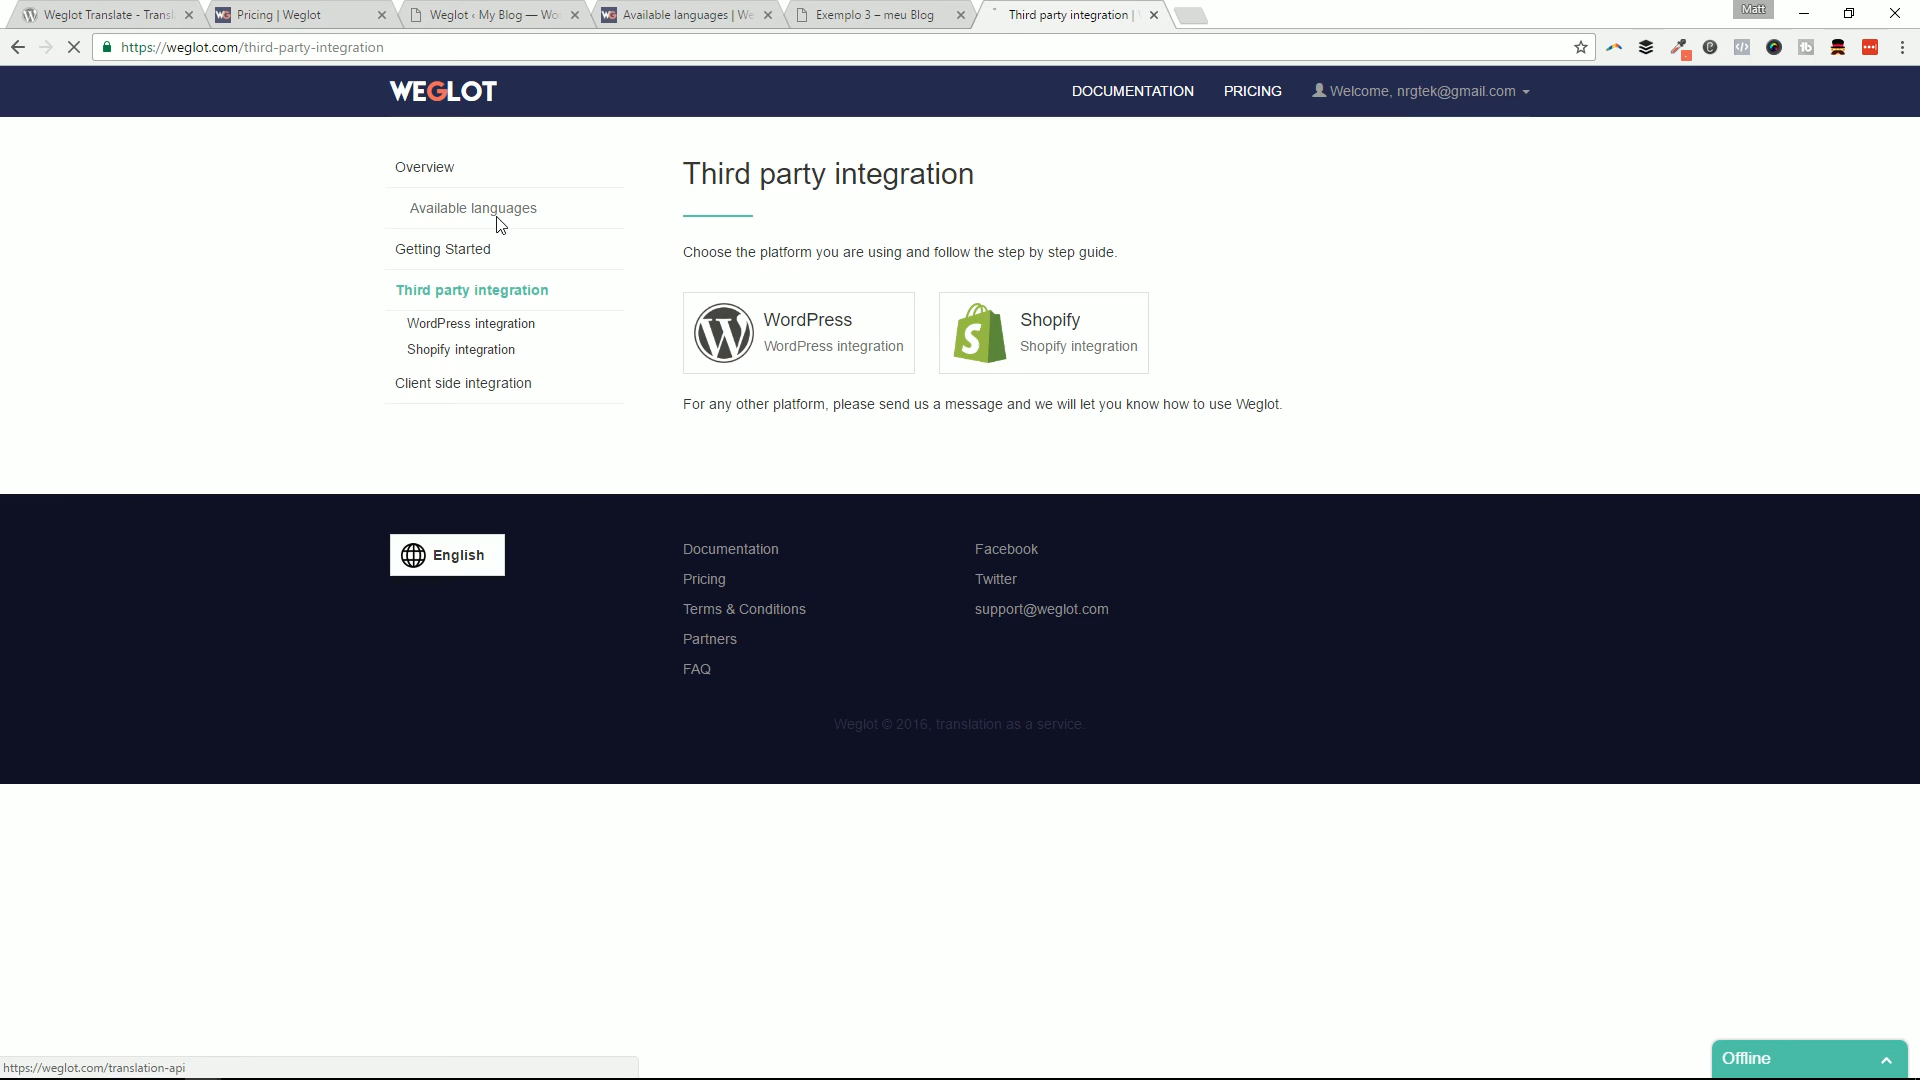 Weglot Translate - Transl
Pricing | Weglot
Weglot ‹ My Blog — Wo
Available languages | We
Exemplo 3 – meu Blog
Third party integration |
Matt
https://weglot.com/third-party-integration
WEGLOT
DOCUMENTATION
PRICING
Welcome, nrgtek@gmail.com
Overview
Available languages
Getting Started
Third party integration
WordPress integration
Shopify integration
Client side integration
Third party integration
Choose the platform you are using and follow the step by step guide.
WordPress
WordPress integration
Shopify
Shopify integration
For any other platform, please send us a message and we will let you know how to use Weglot.
English
Documentation
Pricing
Terms & Conditions
Partners
FAQ
Facebook
Twitter
support@weglot.com
Weglot © 2016, translation as a service.
https://weglot.com/translation-api
Offline